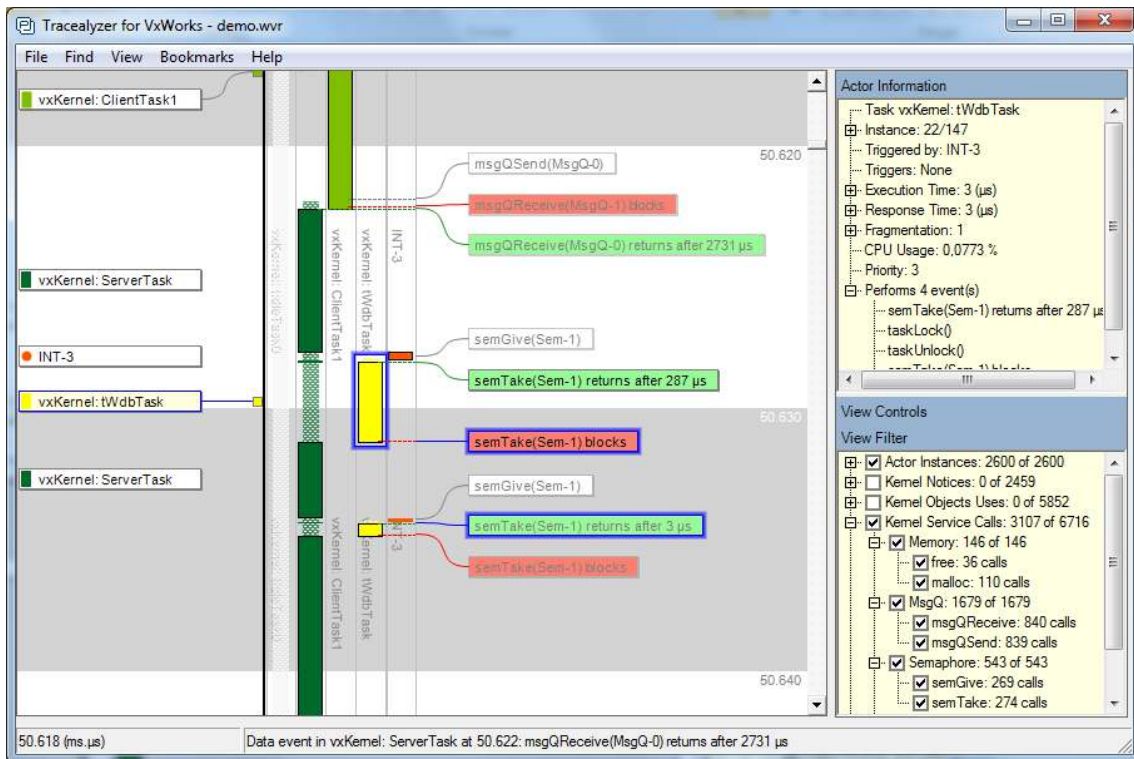 Tracealyzer for VxWorks - demo.wvr
File Find View Bookmarks Help
vxKernel: ClientTask1
vxKernel: ServerTask
INT-3
vxKernel: tWdbTask
vxKernel: ServerTask
vxKernel: ClientTask1
vxKernel: tWdbTask
INT-3
vxKernel: ClientTask1
vxKernel: tWdbTask
INT-3
50.620
msgQSend(MsgQ-0)
msgQReceive(MsgQ-1) blocks
msgQReceive(MsgQ-0) returns after 2731 µs
semGive(Sem-1)
semTake(Sem-1) returns after 287 µs
50.630
semTake(Sem-1) blocks
semGive(Sem-1)
semTake(Sem-1) returns after 3 µs
semTake(Sem-1) blocks
50.640
Actor Information
Task vxKernel: tWdbTask
Instance: 22/147
Triggered by: INT-3
Triggers: None
Execution Time: 3 (µs)
Response Time: 3 (µs)
Fragmentation: 1
CPU Usage: 0,0773 %
Priority: 3
Performs 4 event(s)
semTake(Sem-1) returns after 287 µs
taskLock()
taskUnlock()
semTake(Sem-1) blocks
View Controls
View Filter
Actor Instances: 2600 of 2600
Kernel Notices: 0 of 2459
Kernel Objects Uses: 0 of 5852
Kernel Service Calls: 3107 of 6716
Memory: 146 of 146
free: 36 calls
malloc: 110 calls
MsgQ: 1679 of 1679
msgQReceive: 840 calls
msgQSend: 839 calls
Semaphore: 543 of 543
semGive: 269 calls
semTake: 274 calls
50.618 (ms.µs)
Data event in vxKernel: ServerTask at 50.622: msgQReceive(MsgQ-0) returns after 2731 µs